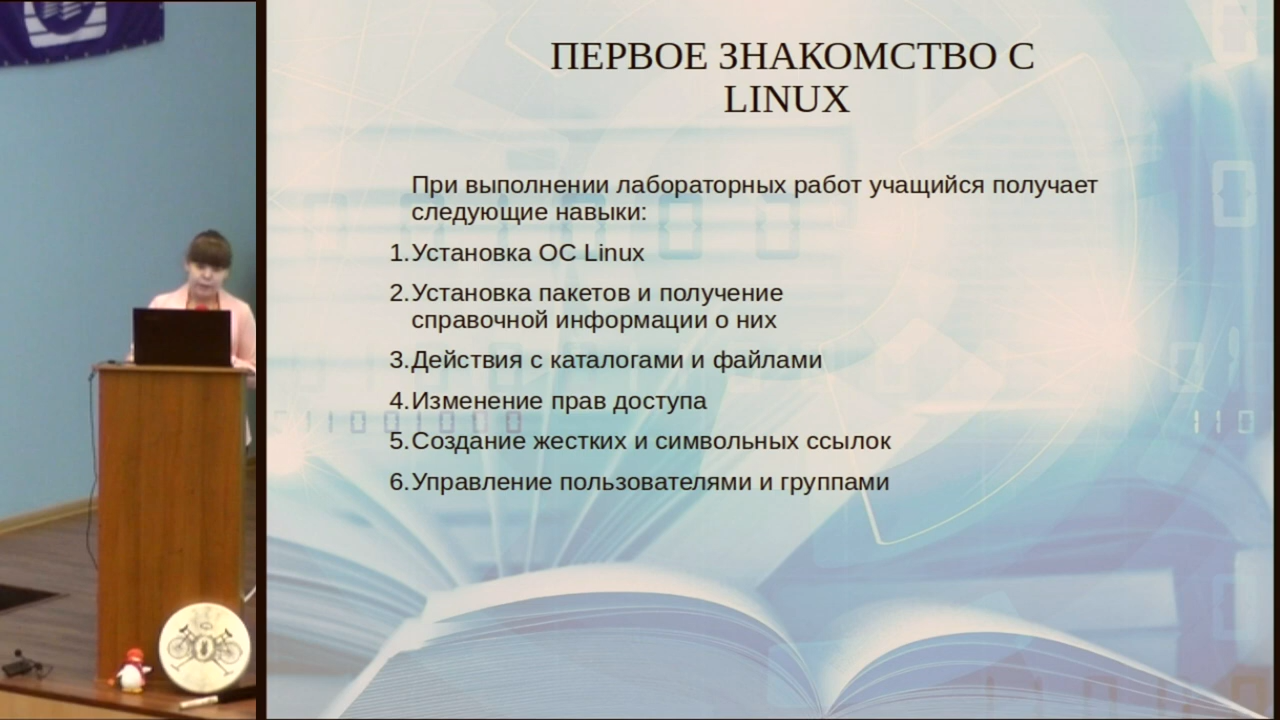 ПЕРВОЕ ЗНАКОМСТВО С
LINUX
При выполнении лабораторных работ учащийся получает
следующие навыки:
1.Установка ОС Linux
2.Установка пакетов и получение
справочной информации о них
3.Действия с каталогами и файлами
4.Изменение прав доступа
5.Создание жестких и символьных ссылок
6.Управление пользователями и группами